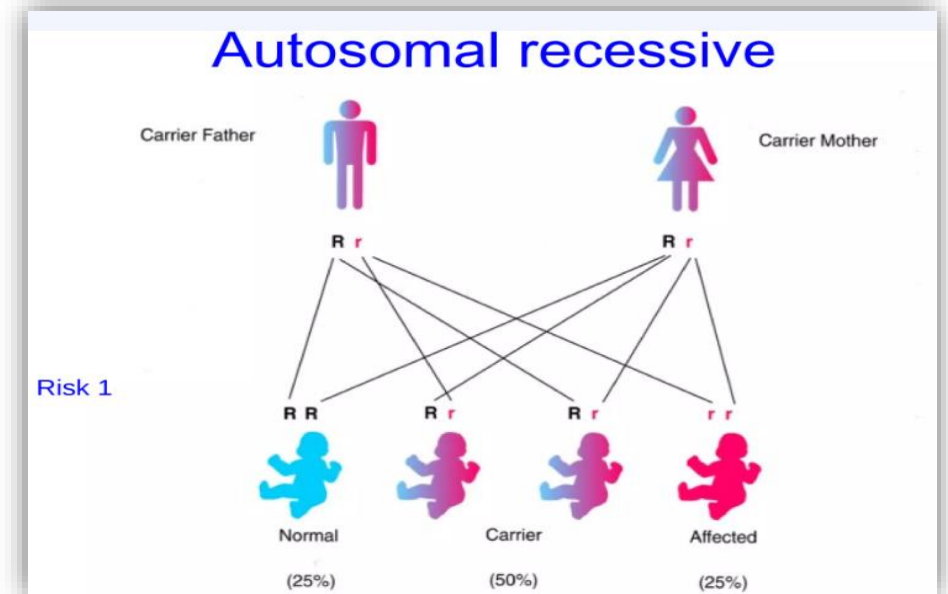 Autosomal recessive
Carrier Father
Carrier Mother
R r
R r
Risk 1
R R
R r
R r
r r
Normal
Carrier
Affected
(25%)
(50%)
(25%)